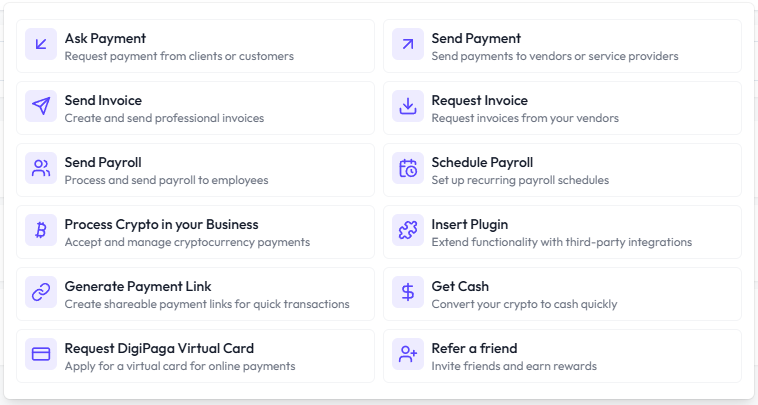 Ask Payment
Request payment from clients or customers
Send Payment
Send payments to vendors or service providers
Send Invoice
Create and send professional invoices
Request Invoice
Request invoices from your vendors
Send Payroll
Process and send payroll to employees
Schedule Payroll
Set up recurring payroll schedules
Process Crypto in your Business
Accept and manage cryptocurrency payments
Insert Plugin
Extend functionality with third-party integrations
Generate Payment Link
Create shareable payment links for quick transactions
Get Cash
Convert your crypto to cash quickly
Request DigiPaga Virtual Card
Apply for a virtual card for online payments
Refer a friend
Invite friends and earn rewards